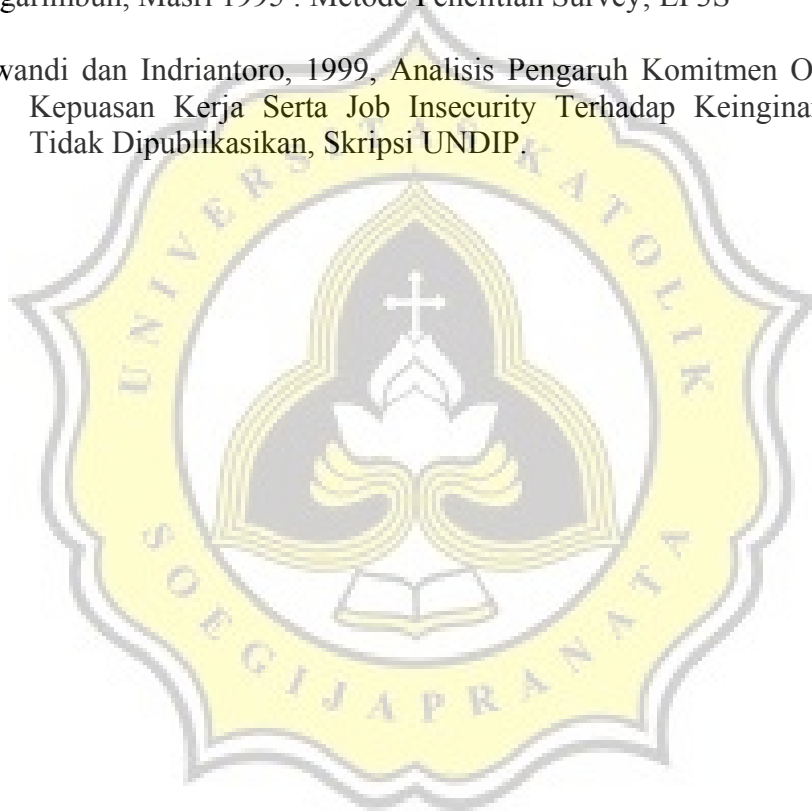 garimbun, Masri 1995 . Metode Penelitian Survey, LP3S
wandi dan Indriantoro, 1999, Analisis Pengaruh Komitmen O
Kepuasan Kerja Serta Job Insecurity Terhadap Keingina
Tidak Dipublikasikan, Skripsi UNDIP.
UNIVERSITAS KATOLIK
SOEGIJAPRANATA